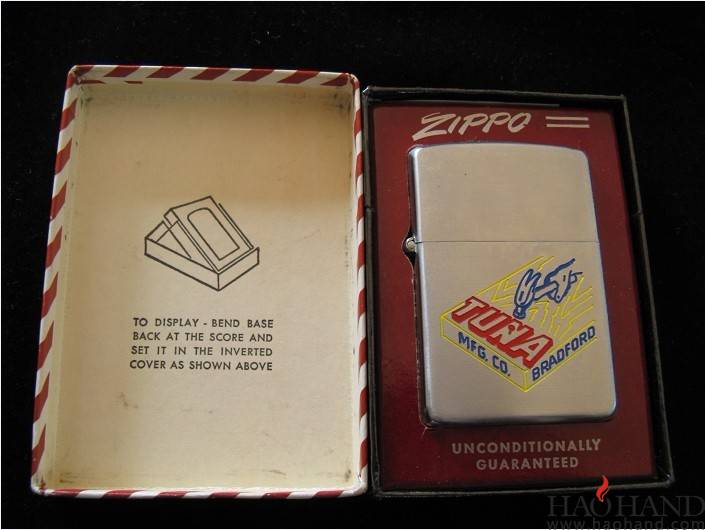 TO DISPLAY - BEND BASE
BACK AT THE SCORE AND
SET IT IN THE INVERTED
COVER AS SHOWN ABOVE
ZIPPO
TUNA
MFG. CO.
BRADFORD
UNCONDITIONALLY
GUARANTEED
HAOHAND
www.haohand.com